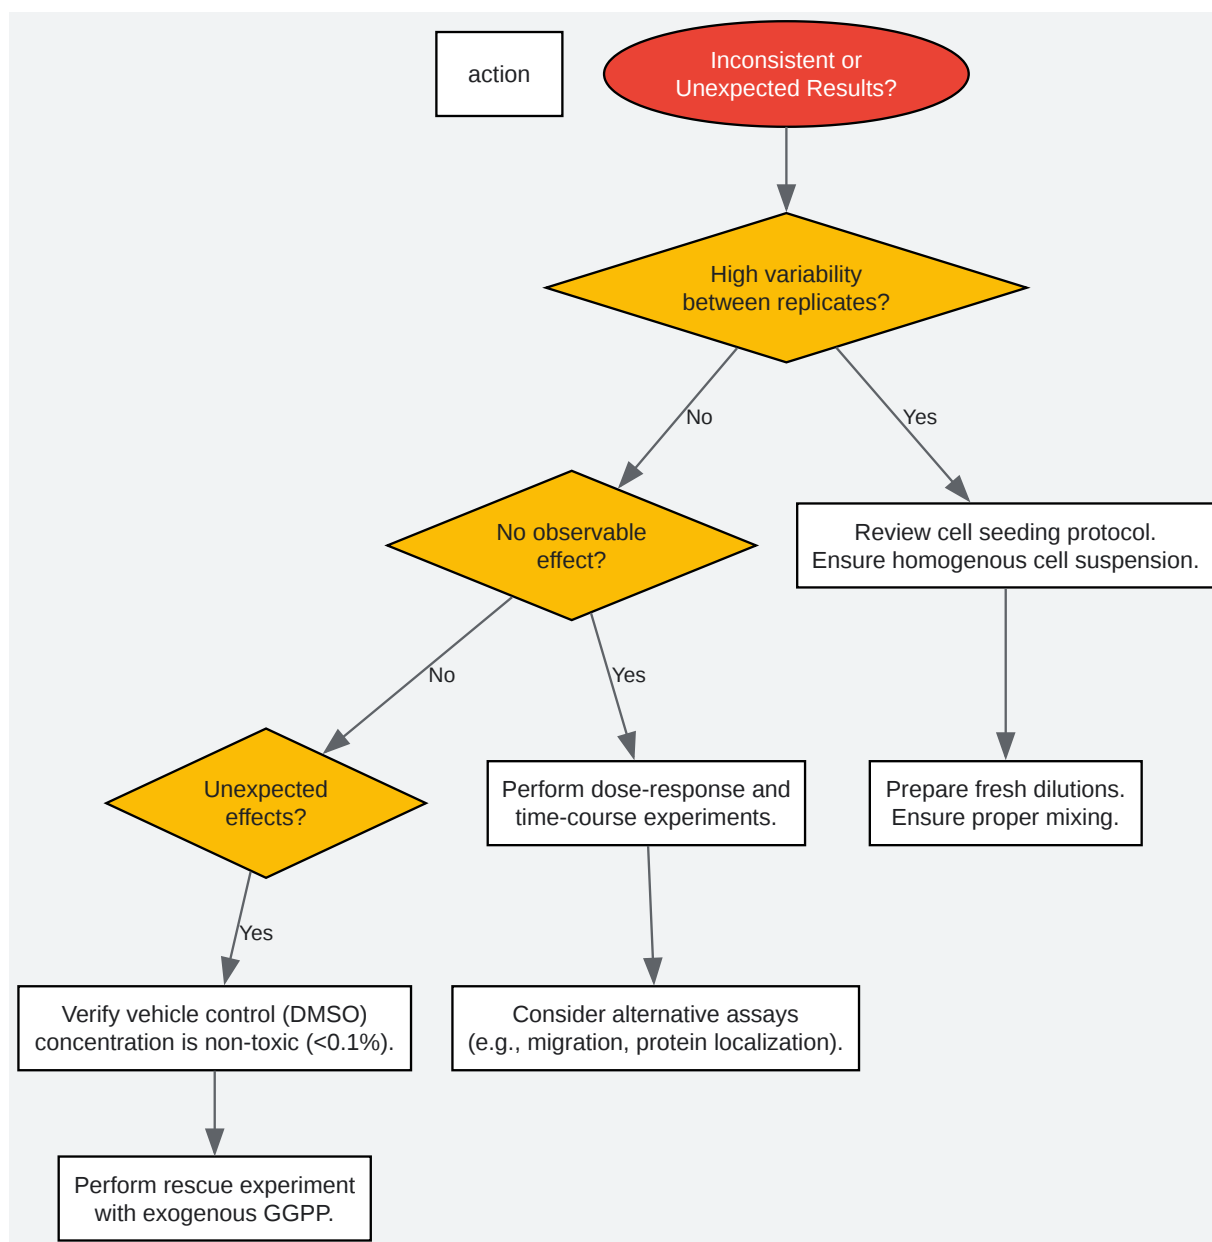 action
Inconsistent or
Unexpected Results?
High variability
between replicates?
No
Yes
No observable
effect?
Review cell seeding protocol.
Ensure homogenous cell suspension.
No
Yes
Unexpected
effects?
Perform dose-response and
time-course experiments.
Prepare fresh dilutions.
Ensure proper mixing.
Yes
Verify vehicle control (DMSO)
concentration is non-toxic (<0.1%).
Consider alternative assays
(e.g., migration, protein localization).
Perform rescue experiment
with exogenous GGPP.